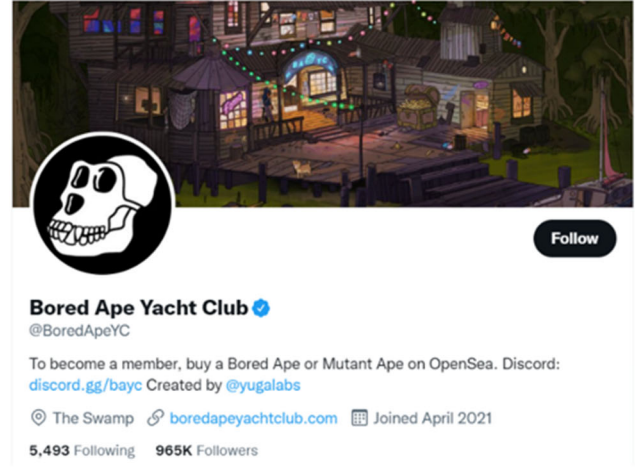 BAYC
Follow
Bored Ape Yacht Club
@BoredApeYC
To become a member, buy a Bored Ape or Mutant Ape on OpenSea. Discord:
discord.gg/bayc Created by @yugalabs
The Swamp boredapeyachtclub.com Joined April 2021
5,493 Following 965K Followers